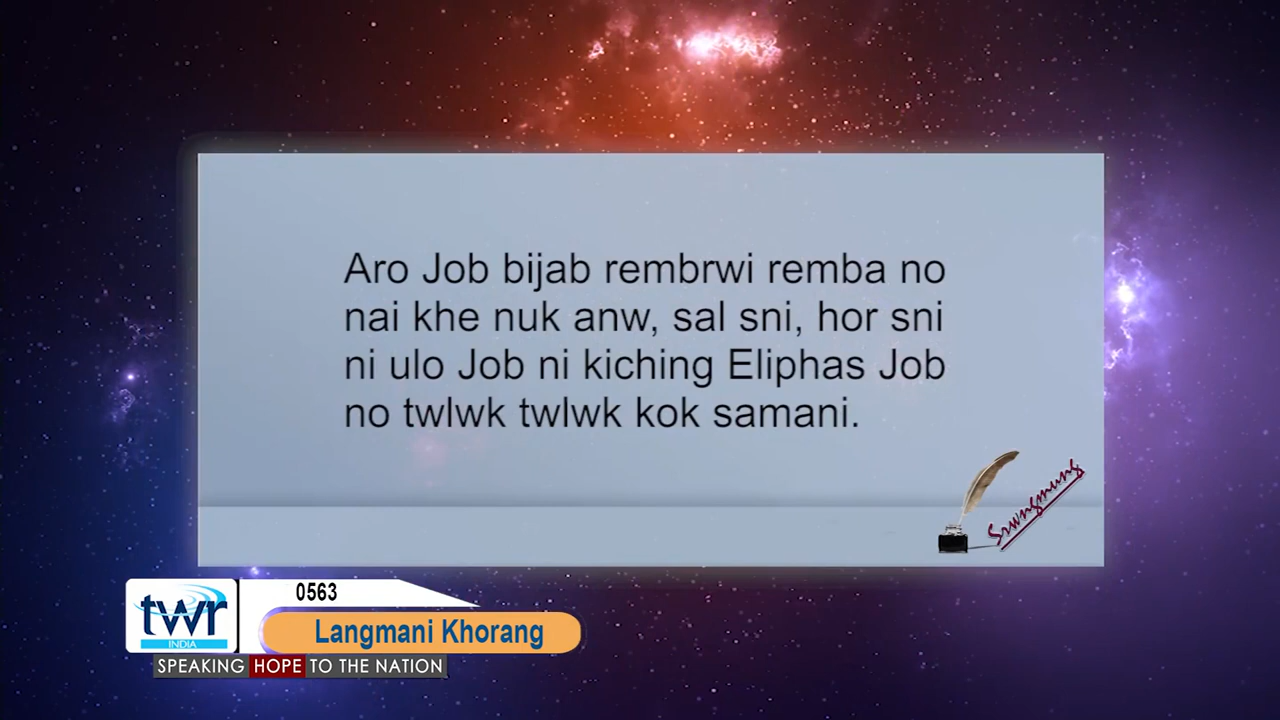 Aro Job bijab rembrwi remba no
nai khe nuk anw, sal sni, hor sni
ni ulo Job ni kiching Eliphas Job
no twlwk twlwk kok samani.
Srwngmung
0563
twr
INDIA
Langmani Khorang
SPEAKING HOPE TO THE NATION